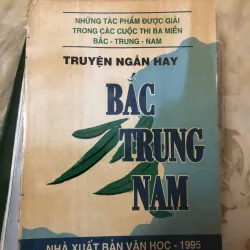 NHỮNG TÁC PHẨM ĐƯỢC GIẢI
TRONG CÁC CUỘC THI BA MIỀN
BẮC - TRUNG - NAM
TRUYỆN NGẮN HAY
BẮC
TRUNG
NAM
NHÀ XUẤT BẢN VĂN HỌC - 1995